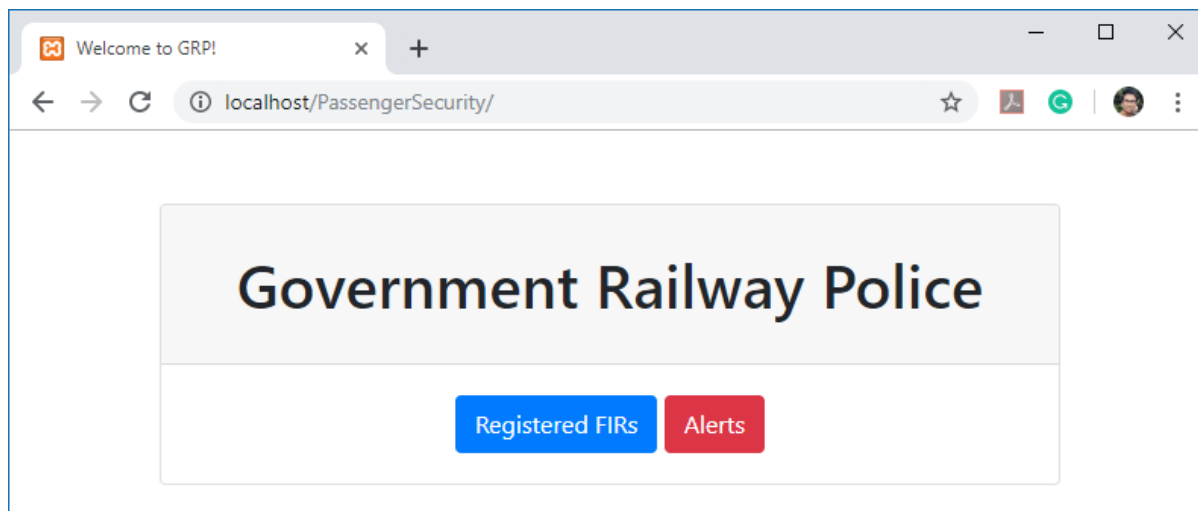 Welcome to GRP!
localhost/PassengerSecurity/
Government Railway Police
Registered FIRs Alerts